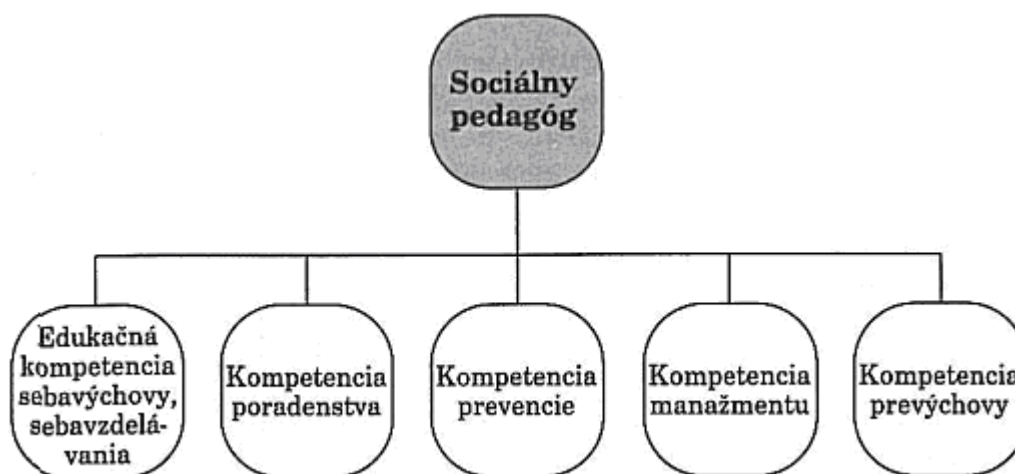 Sociálny
pedagóg
Edukačná
kompetencia
sebavýchovy,
sebavzdelá-
vania
Kompetencia
poradenstva
Kompetencia
prevencie
Kompetencia
manažmentu
Kompetencia
prevýchovy